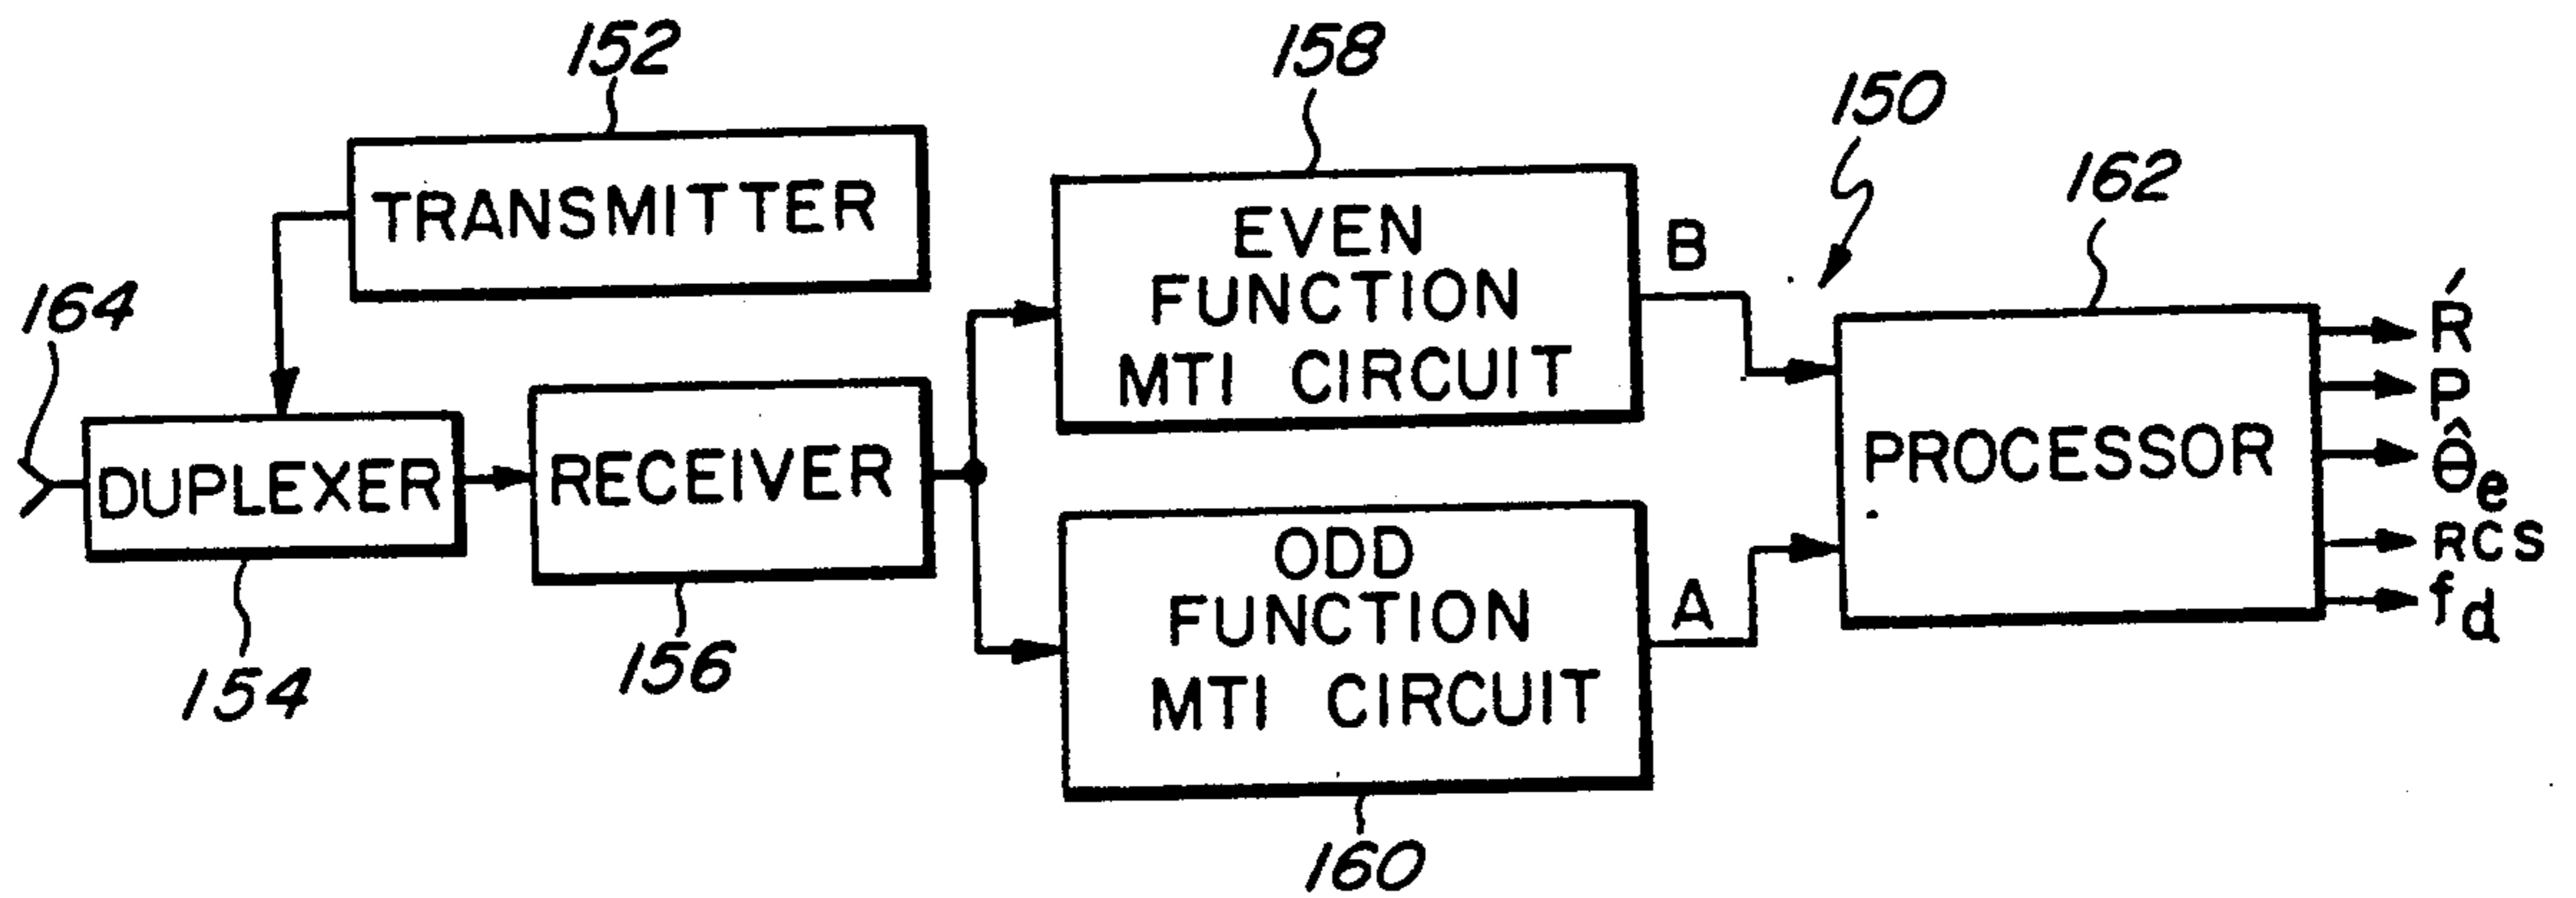 152
158
150
162
164
TRANSMITTER
EVEN
FUNCTION
MTI CIRCUIT
B
DUPLEXER
RECEIVER
PROCESSOR
Ŕ
P
θ̂e
RCS
fd
ODD
FUNCTION
MTI CIRCUIT
A
154
156
160